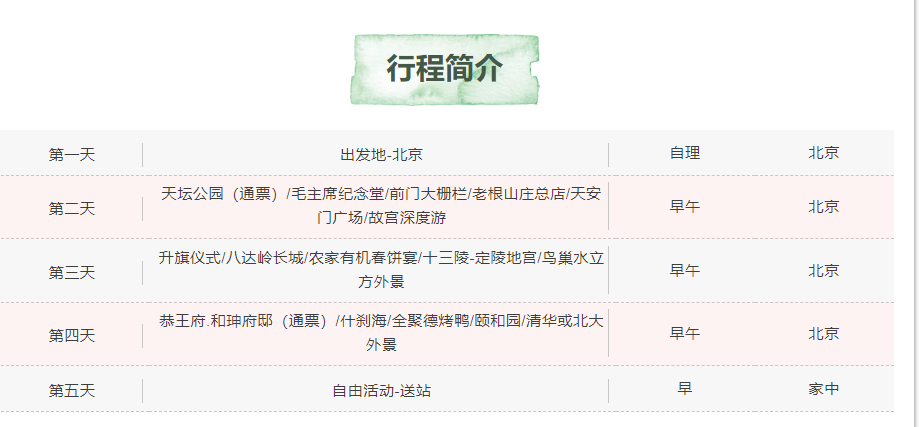 行程简介
第一天 出发地-北京 自理 北京
天坛公园（通票）/毛主席纪念堂/前门大栅栏/老根山庄总店/天安
第二天 早午 北京
门广场/故宫深度游
升旗仪式/八达岭长城/农家有机春饼宴/十三陵-定陵地宫/鸟巢水立
第三天 早午 北京
方外景
恭王府.和珅府邸（通票）/什刹海/全聚德烤鸭/颐和园/清华或北大
第四天 早午 北京
外景
第五天 自由活动-送站 早 家中